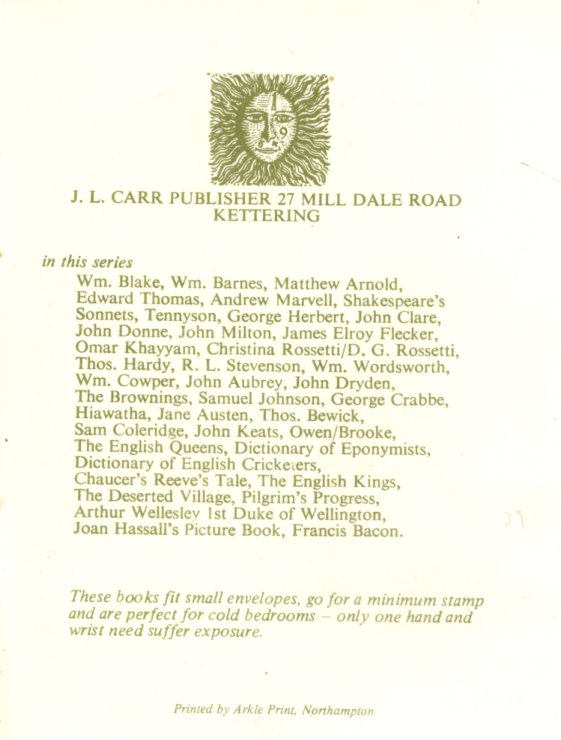 J. L. CARR PUBLISHER 27 MILL DALE ROAD
KETTERING
in this series
Wm. Blake, Wm. Barnes, Matthew Arnold,
Edward Thomas, Andrew Marvell, Shakespeare's
Sonnets, Tennyson, George Herbert, John Clare,
John Donne, John Milton, James Elroy Flecker,
Omar Khayyam, Christina Rossetti/D. G. Rossetti,
Thos. Hardy, R. L. Stevenson, Wm. Wordsworth,
Wm. Cowper, John Aubrey, John Dryden,
The Brownings, Samuel Johnson, George Crabbe,
Hiawatha, Jane Austen, Thos. Bewick,
Sam Coleridge, John Keats, Owen/Brooke,
The English Queens, Dictionary of Eponymists,
Dictionary of English Cricketers,
Chaucer's Reeve's Tale, The English Kings,
The Deserted Village, Pilgrim's Progress,
Arthur Wellesley 1st Duke of Wellington,
Joan Hassall's Picture Book, Francis Bacon.
These books fit small envelopes, go for a minimum stamp
and are perfect for cold bedrooms – only one hand and
wrist need suffer exposure.
Printed by Arkle Print, Northampton